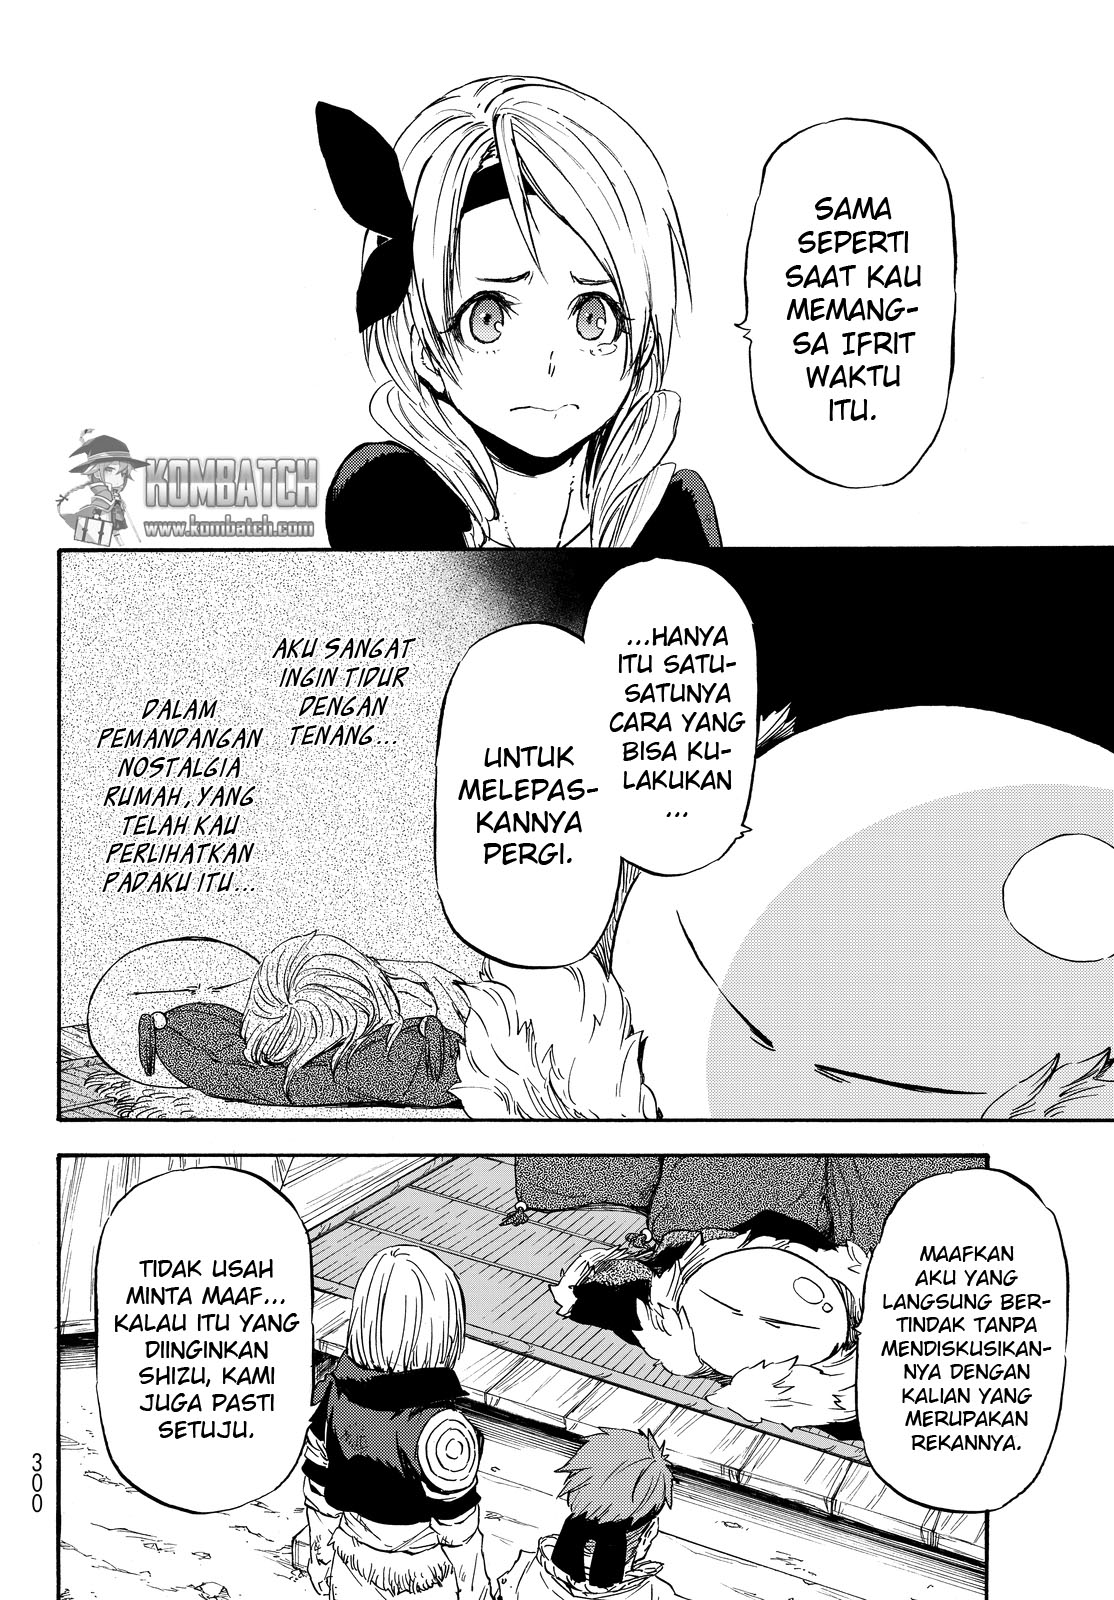 SAMA
SEPERTI
SAAT KAU
MEMANG-
SA IFRIT
WAKTU
ITU.
KOMBATCH
www.kombatch.com
...HANYA
ITU SATU-
SATUNYA
CARA YANG
BISA KU-
LAKUKAN
...
UNTUK
MELEPAS-
KANNYA
PERGI.
AKU SANGAT
INGIN TIDUR
DENGAN
TENANG...
DALAM
PEMANDANGAN
NOSTALGIA
RUMAH, YANG
TELAH KAU
PERLIHATKAN
PADAKU ITU...
MAAFKAN
AKU YANG
LANGSUNG BER-
TINDAK TANPA
MENDISKUSIKAN-
NYA DENGAN
KALIAN YANG
MERUPAKAN
REKANNYA.
TIDAK USAH
MINTA MAAF...
KALAU ITU YANG
DIINGINKAN
SHIZU, KAMI
JUGA PASTI
SETUJU.
300